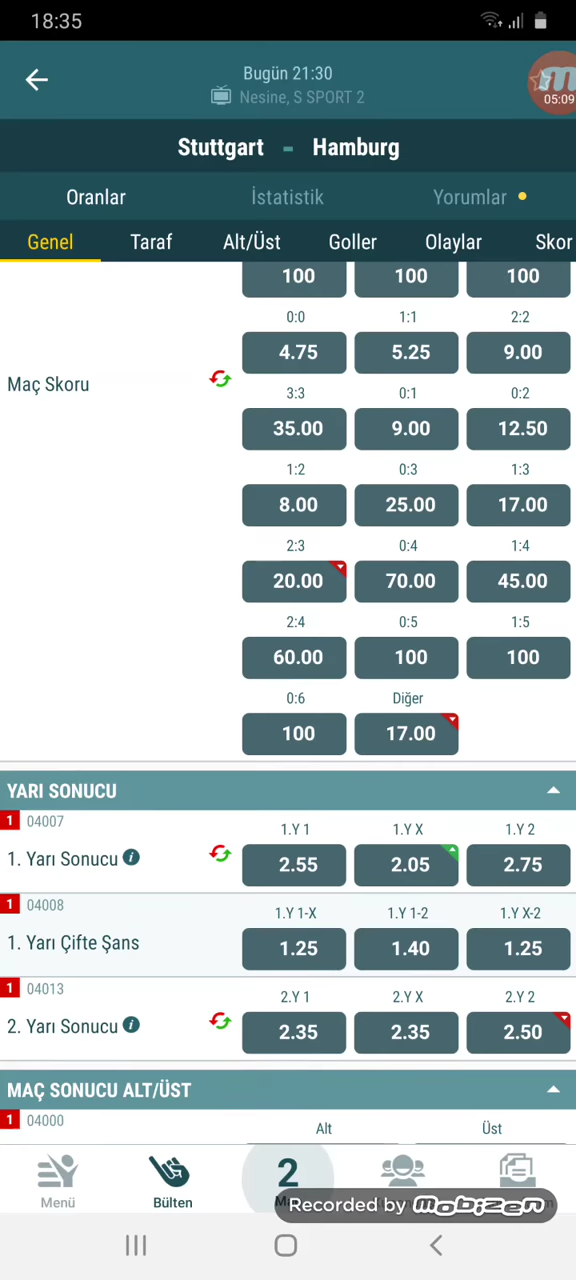 18:35
Bugün 21:30
Nesine, S SPORT 2
m
05:09
Stuttgart - Hamburg
Oranlar İstatistik Yorumlar
Genel Taraf Alt/Üst Goller Olaylar Skor
100 100 100
0:0 1:1 2:2
4.75 5.25 9.00
Maç Skoru
3:3 0:1 0:2
35.00 9.00 12.50
1:2 0:3 1:3
8.00 25.00 17.00
2:3 0:4 1:4
20.00 70.00 45.00
2:4 0:5 1:5
60.00 100 100
0:6 Diğer
100 17.00
YARI SONUCU
1 04007
1.Y 1 1.Y X 1.Y 2
1. Yarı Sonucu i 2.55 2.05 2.75
1 04008
1.Y 1-X 1.Y 1-2 1.Y X-2
1. Yarı Çifte Şans 1.25 1.40 1.25
1 04013
2.Y 1 2.Y X 2.Y 2
2. Yarı Sonucu i 2.35 2.35 2.50
MAÇ SONUCU ALT/ÜST
1 04000
Alt Üst
2
Menü Bülten
Recorded by mobizen